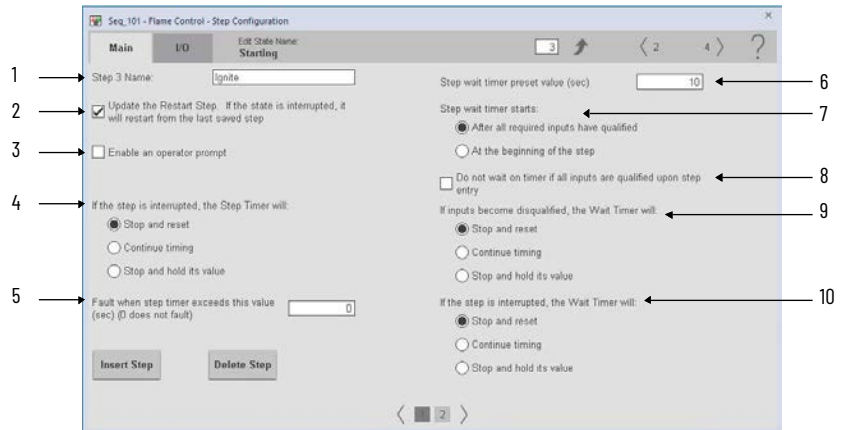 Seq_101 - Flame Control - Step Configuration
×
Main
I/O
Edit State Name:
Starting
3
2
4
?
1
Step 3 Name:
Ignite
2
Update the Restart Step. If the state is interrupted, it
will restart from the last saved step
3
Enable an operator prompt
4
If the step is interrupted, the Step Timer will:
Stop and reset
Continue timing
Stop and hold its value
5
Fault when step timer exceeds this value
(sec) (0 does not fault)
0
Insert Step
Delete Step
Step wait timer preset value (sec)
10
6
Step wait timer starts:
7
After all required inputs have qualified
At the beginning of the step
Do not wait on timer if all inputs are qualified upon step
entry
8
If inputs become disqualified, the Wait Timer will:
9
Stop and reset
Continue timing
Stop and hold its value
If the step is interrupted, the Wait Timer will:
10
Stop and reset
Continue timing
Stop and hold its value
1
2